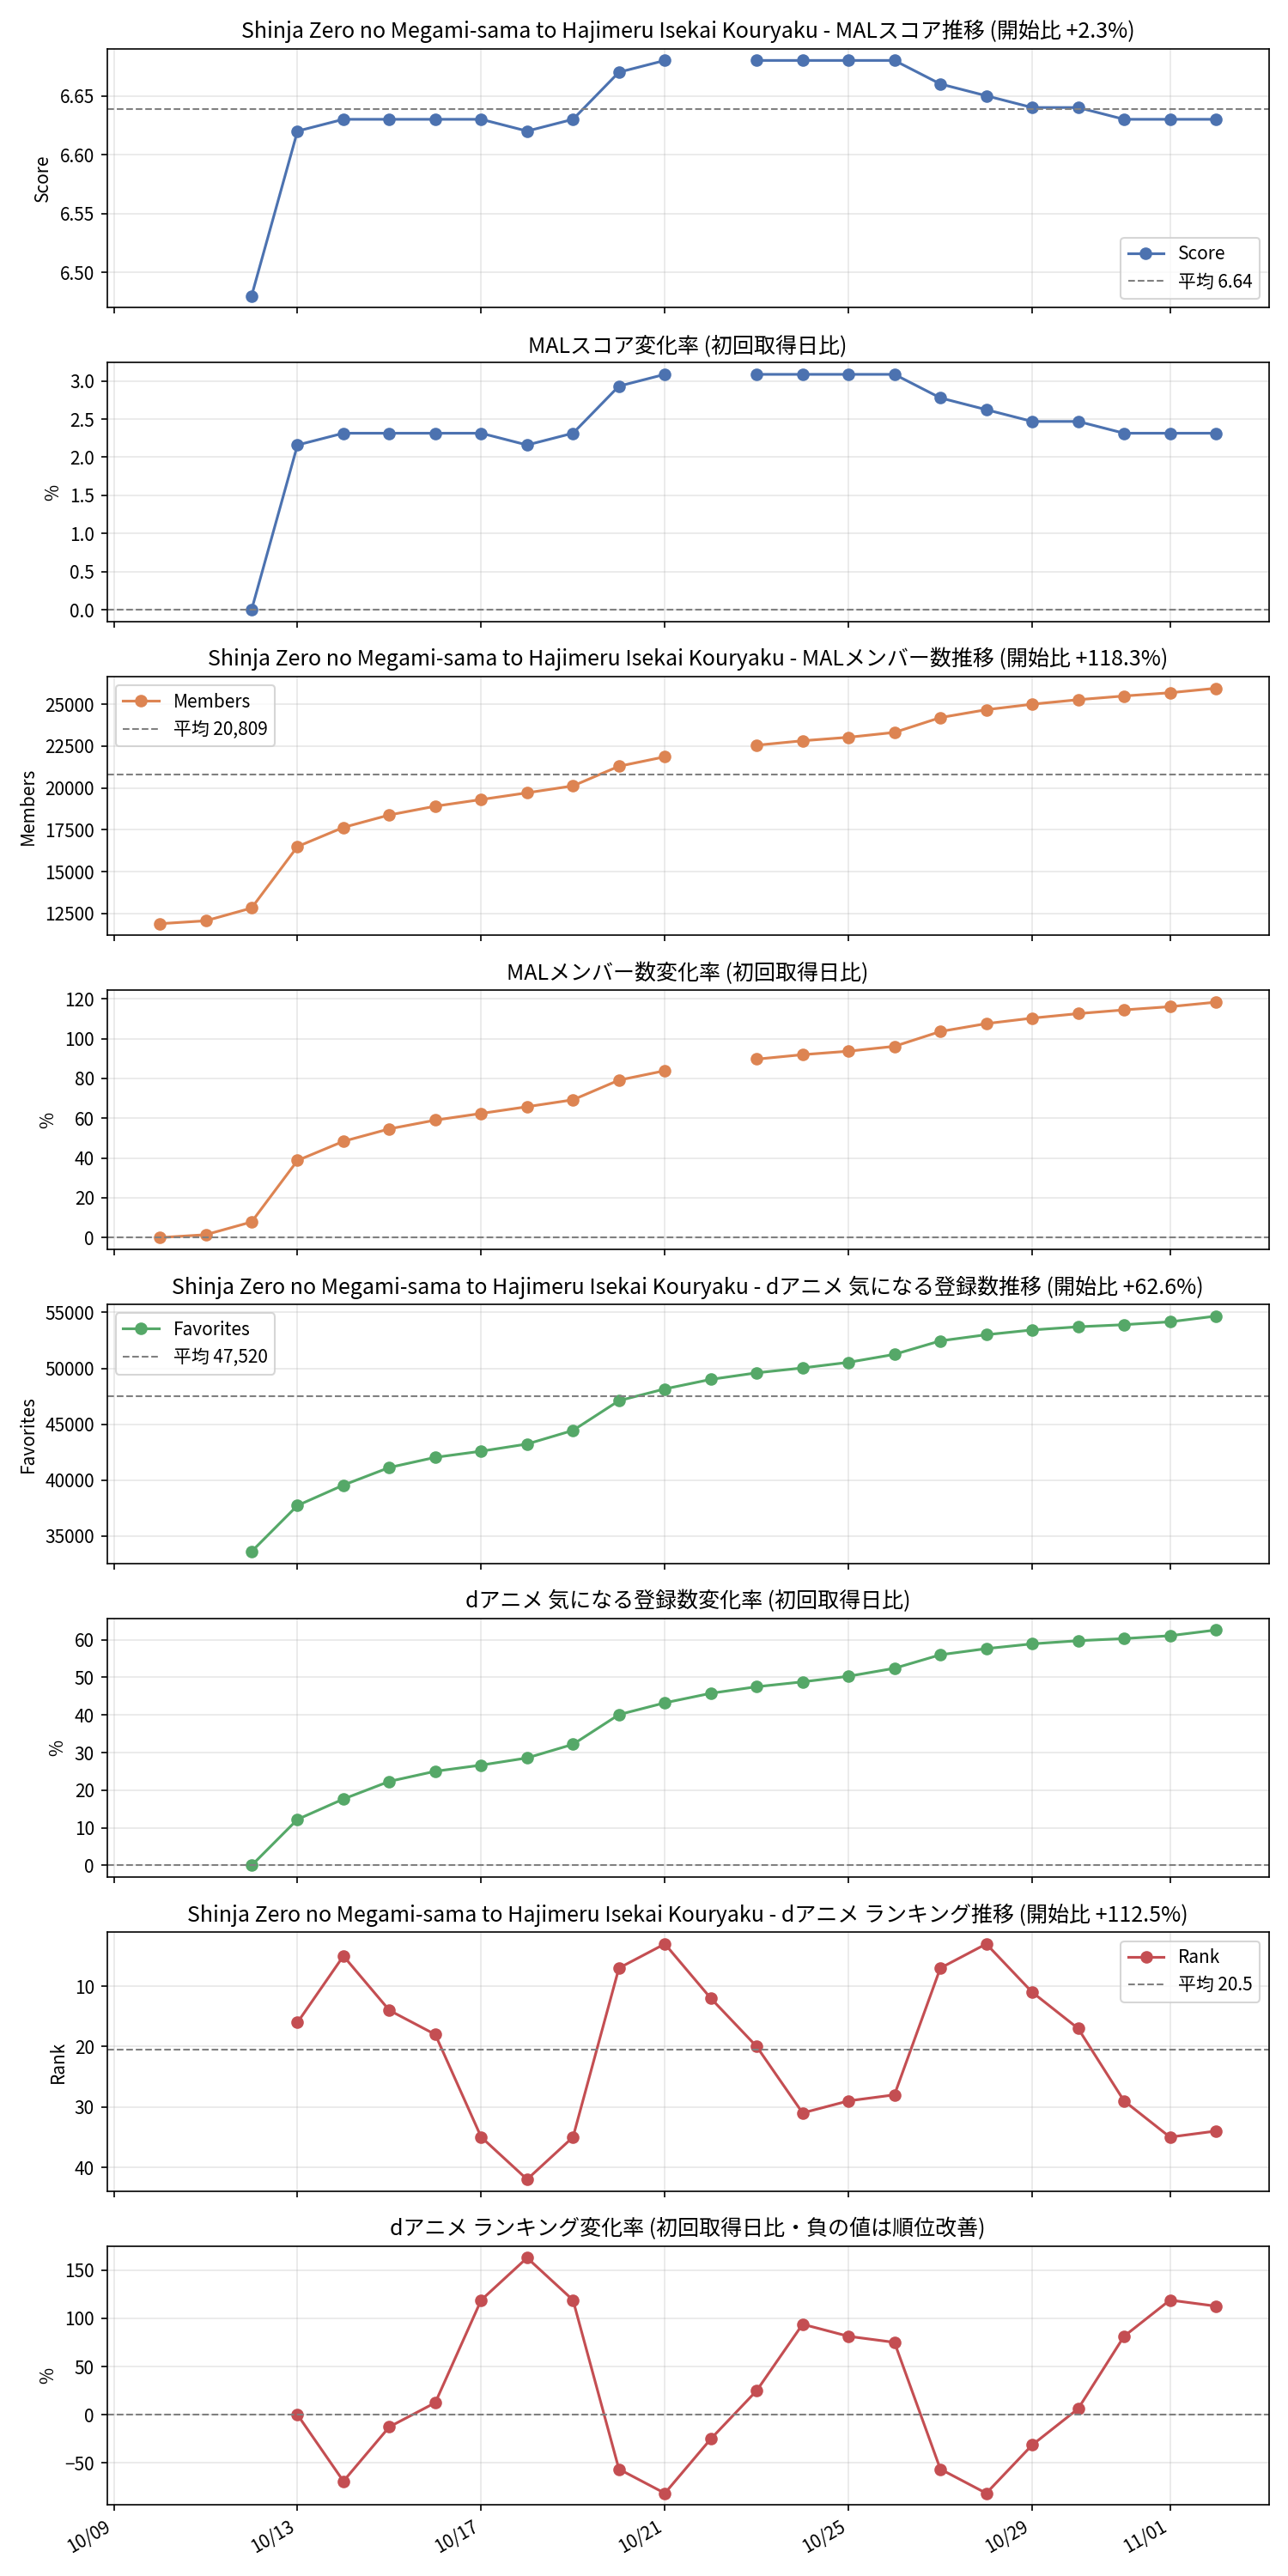 Shinja Zero no Megami-sama to Hajimeru Isekai Kouryaku - MALスコア推移 (開始比 +2.3%)
6.65
6.60
6.55
6.50
Score
Score
平均 6.64
MALスコア変化率 (初回取得日比)
3.0
2.5
2.0
1.5
1.0
0.5
0.0
%
Shinja Zero no Megami-sama to Hajimeru Isekai Kouryaku - MALメンバー数推移 (開始比 +118.3%)
25000
22500
20000
17500
15000
12500
Members
Members
平均 20,809
MALメンバー数変化率 (初回取得日比)
120
100
80
60
40
20
0
%
Shinja Zero no Megami-sama to Hajimeru Isekai Kouryaku - dアニメ 気になる登録数推移 (開始比 +62.6%)
55000
50000
45000
40000
35000
Favorites
Favorites
平均 47,520
dアニメ 気になる登録数変化率 (初回取得日比)
60
50
40
30
20
10
0
%
Shinja Zero no Megami-sama to Hajimeru Isekai Kouryaku - dアニメ ランキング推移 (開始比 +112.5%)
10
20
30
40
Rank
Rank
平均 20.5
dアニメ ランキング変化率 (初回取得日比・負の値は順位改善)
150
100
50
0
−50
%
10/09
10/13
10/17
10/21
10/25
10/29
11/01